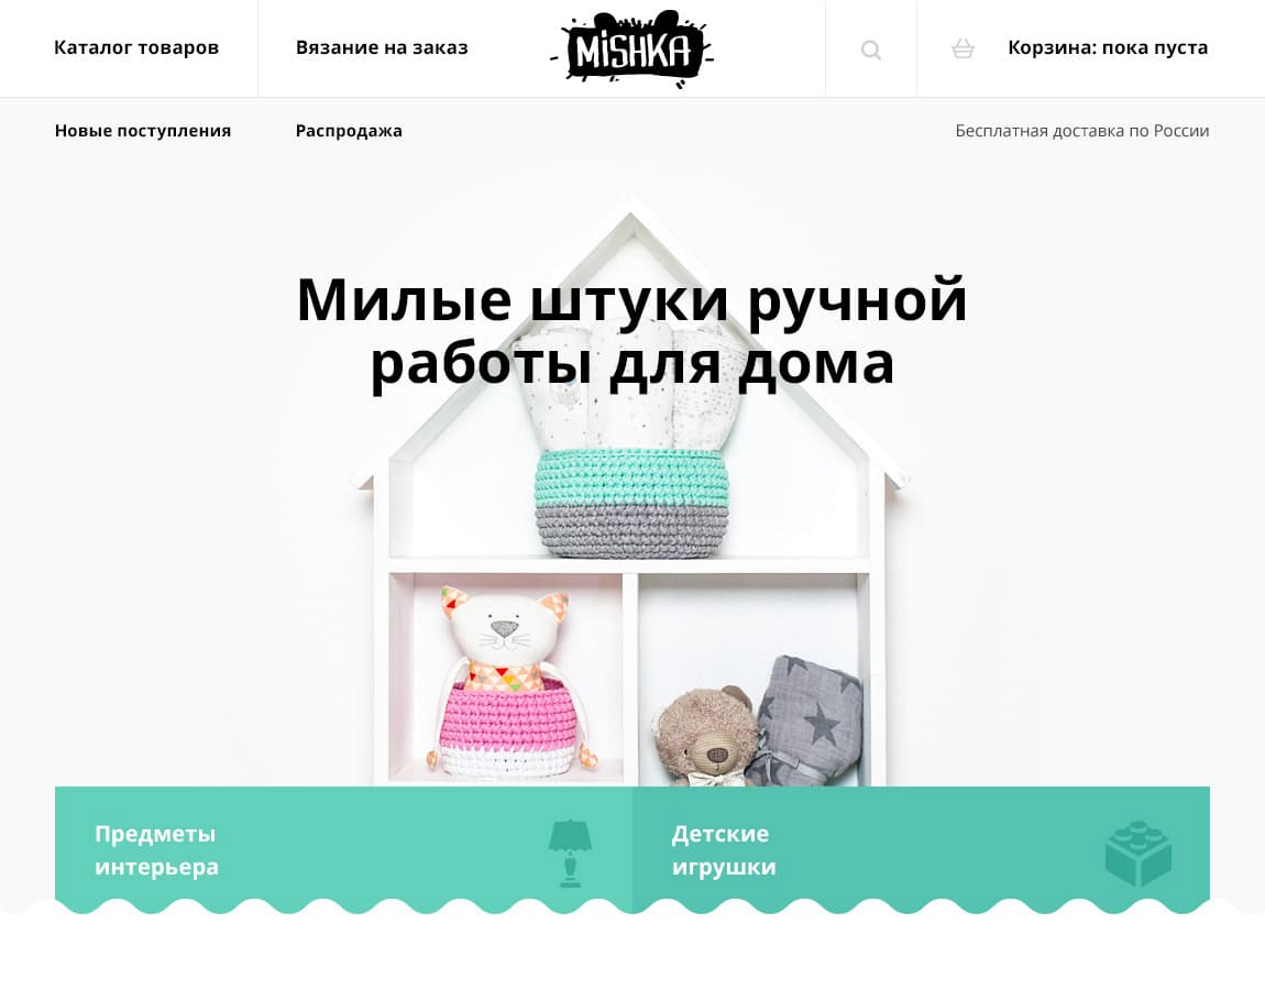 Каталог товаров
Вязание на заказ
MiSHKA
Корзина: пока пуста
Новые поступления
Распродажа
Бесплатная доставка по России
Милые штуки ручной
работы для дома
Предметы
интерьера
Детские
игрушки